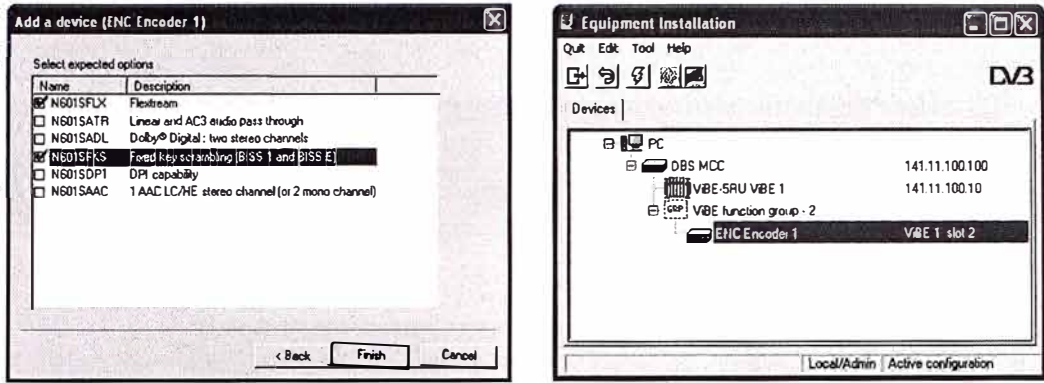 Add a device (ENC Encoder 1)
Select expected options
Name Description
N601SFLX Flextream
N601SATR Linear and AC3 audio pass through
N601SADL Dolby® Digital : two stereo channels
N601SFKS Fixed key scrambling (BISS 1 and BISS E)
N601SDP1 DPI capability
N601SAAC 1 AAC LC/HE stereo channel (or 2 mono channel)
< Back Finish Cancel
Equipment Installation
Quit Edit Tool Help
DVB
Devices
PC
DBS MCC 141.11.100.100
ViBE-5RU ViBE 1 141.11.100.10
GRP ViBE function group - 2
ENC Encoder 1 ViBE 1 slot 2
Local/Admin Active configuration